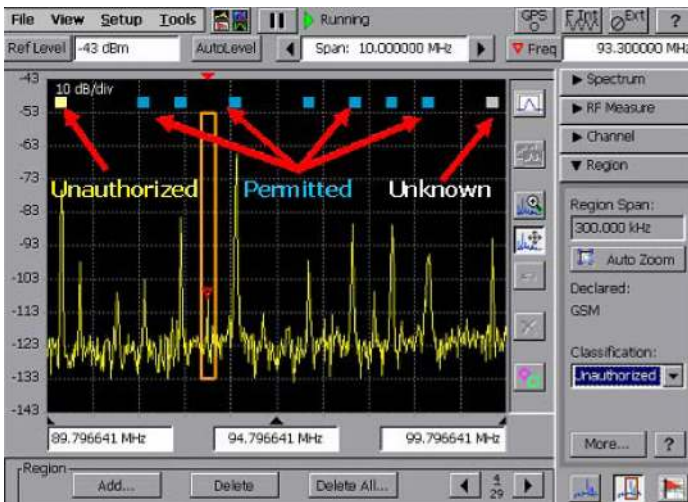 File View Setup Tools Running GPS F.Int Ext ?
Ref Level -43 dBm AutoLevel Span: 10.000000 MHz Freq 93.300000 MHz
-43
10 dB/div
-53
-63
-73
-83
-93
-103
-113
-123
-133
-143
Unauthorized Permitted Unknown
89.796641 MHz 94.796641 MHz 99.796641 MHz
Spectrum
RF Measure
Channel
Region
Region Span:
300.000 kHz
Auto Zoom
Declared:
GSM
Classification:
Unauthorized
More... ?
Region
Add... Delete Delete All... 4
29